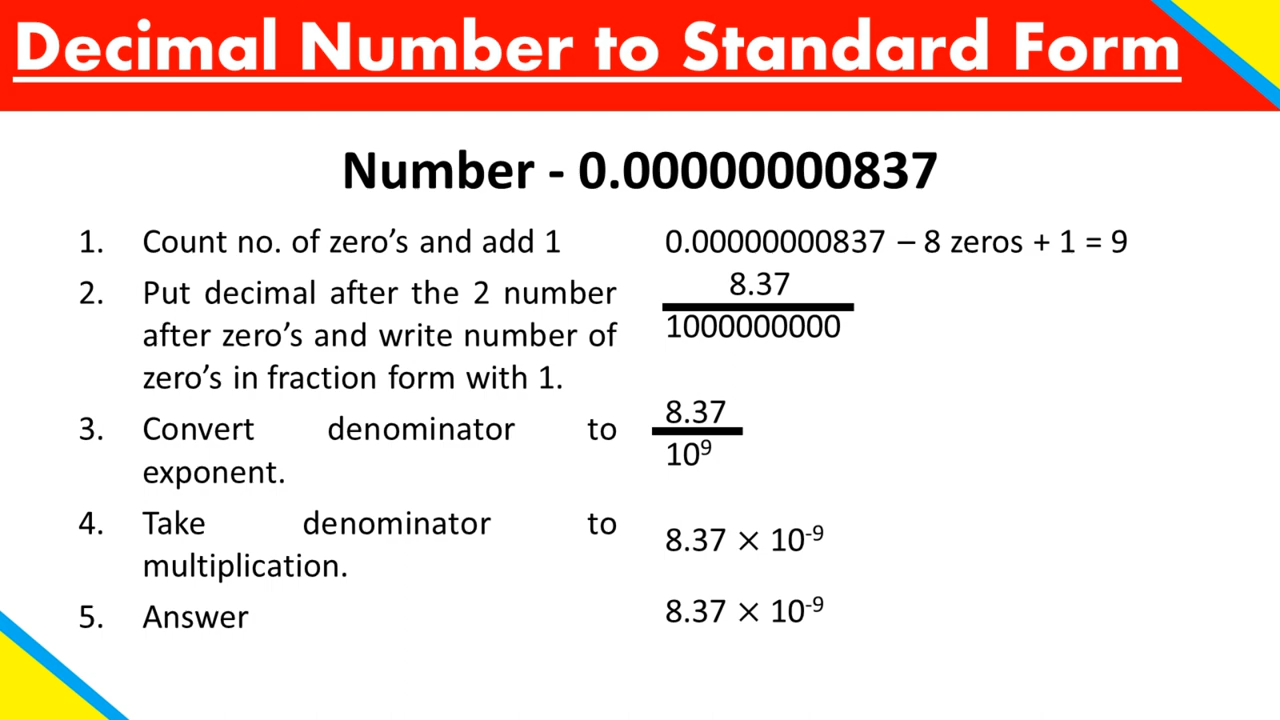 Decimal Number to Standard Form
Number - 0.00000000837
1. Count no. of zero's and add 1
0.00000000837 – 8 zeros + 1 = 9
2. Put decimal after the 2 number
after zero's and write number of
zero's in fraction form with 1.
8.37
1000000000
3. Convert denominator to
exponent.
8.37
10⁹
4. Take denominator to
multiplication.
8.37 × 10⁻⁹
5. Answer
8.37 × 10⁻⁹